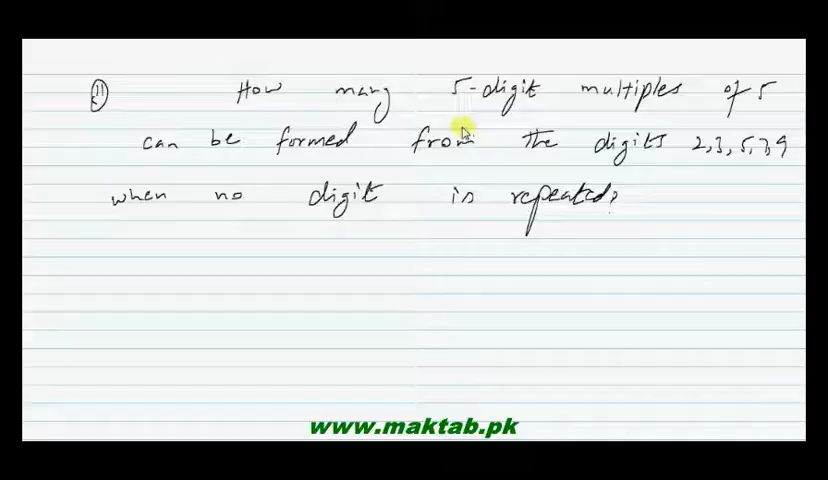 ⑪ How many 5-digit multiples of 5
can be formed from the digits 2,3,5,7,9
when no digit is repeated?
www.maktab.pk